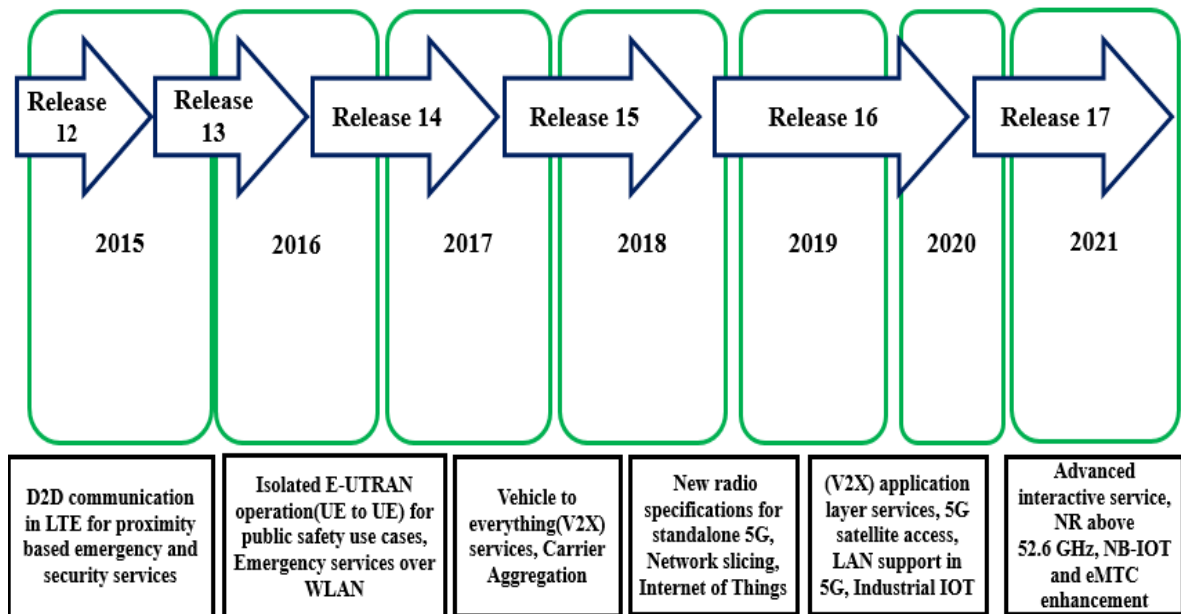 Release
12
Release
13
Release 14
Release 15
Release 16
Release 17
2015
2016
2017
2018
2019
2020
2021
D2D communication
in LTE for proximity
based emergency and
security services
Isolated E-UTRAN
operation(UE to UE) for
public safety use cases,
Emergency services over
WLAN
Vehicle to
everything(V2X)
services, Carrier
Aggregation
New radio
specifications for
standalone 5G,
Network slicing,
Internet of Things
(V2X) application
layer services, 5G
satellite access,
LAN support in
5G, Industrial IOT
Advanced
interactive service,
NR above
52.6 GHz, NB-IOT
and eMTC
enhancement